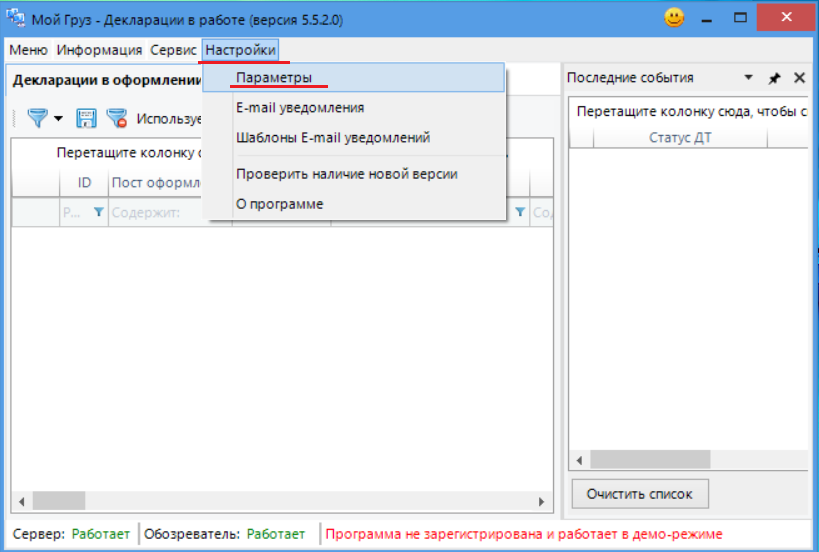 Мой Груз - Декларации в работе (версия 5.5.2.0)
Меню Информация Сервис Настройки
Декларации в оформлении
Последние события
Параметры
E-mail уведомления
Шаблоны E-mail уведомлений
Проверить наличие новой версии
О программе
Используе
Перетащите колонку с
Перетащите колонку сюда, чтобы с
Статус ДТ
ID Пост оформл
Р... Содержит: Со
Очистить список
Сервер: Работает Обозреватель: Работает Программа не зарегистрирована и работает в демо-режиме